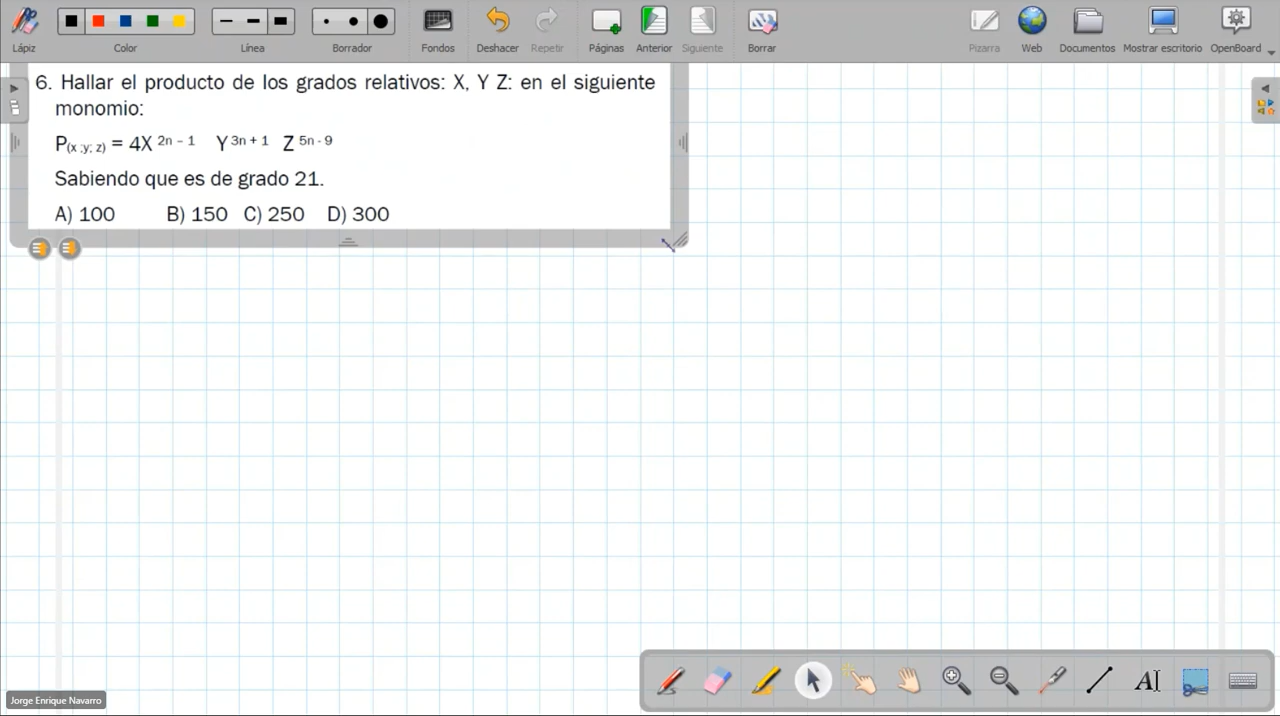 Lápiz Color Línea Borrador Fondos Deshacer Repetir Páginas Anterior Siguiente Borrar Pizarra Web Documentos Mostrar escritorio OpenBoard
6. Hallar el producto de los grados relativos: X, Y Z: en el siguiente
monomio:
P(x ;y; z) = 4X 2n – 1 Y 3n + 1 Z 5n - 9
Sabiendo que es de grado 21.
A) 100 B) 150 C) 250 D) 300
Jorge Enrique Navarro